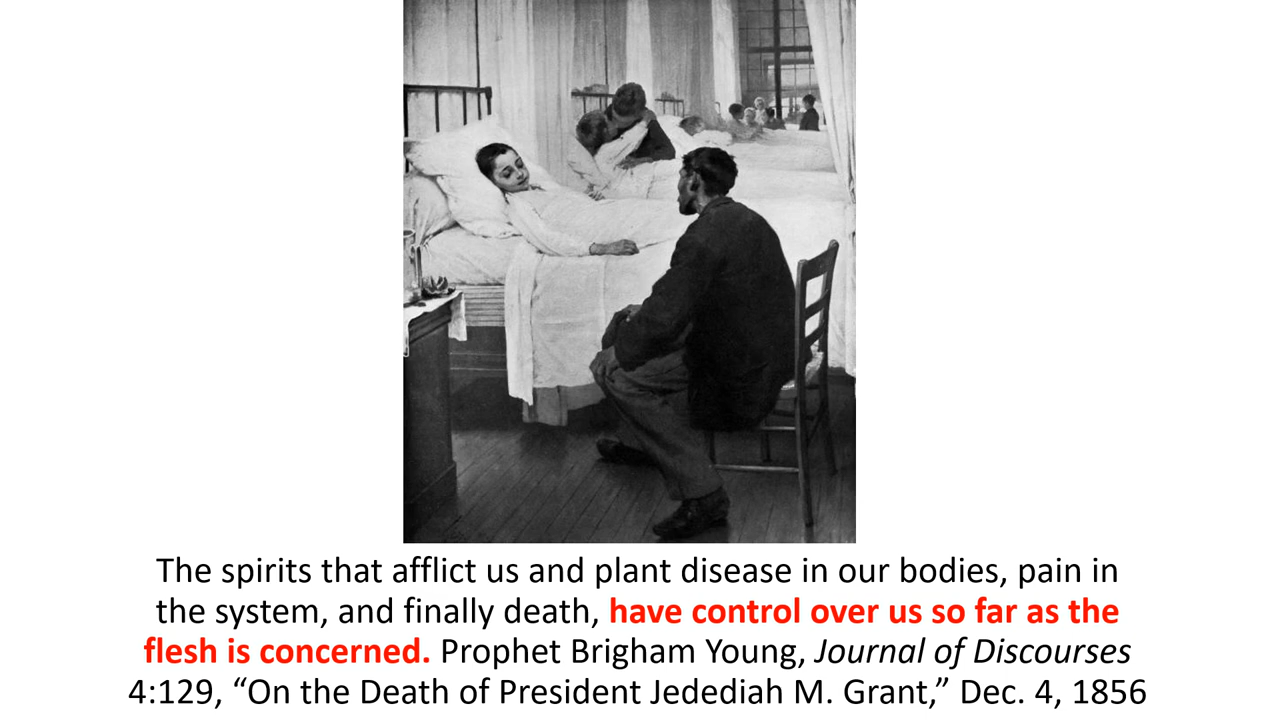 The spirits that afflict us and plant disease in our bodies, pain in
the system, and finally death, have control over us so far as the
flesh is concerned. Prophet Brigham Young, Journal of Discourses
4:129, “On the Death of President Jedediah M. Grant,” Dec. 4, 1856